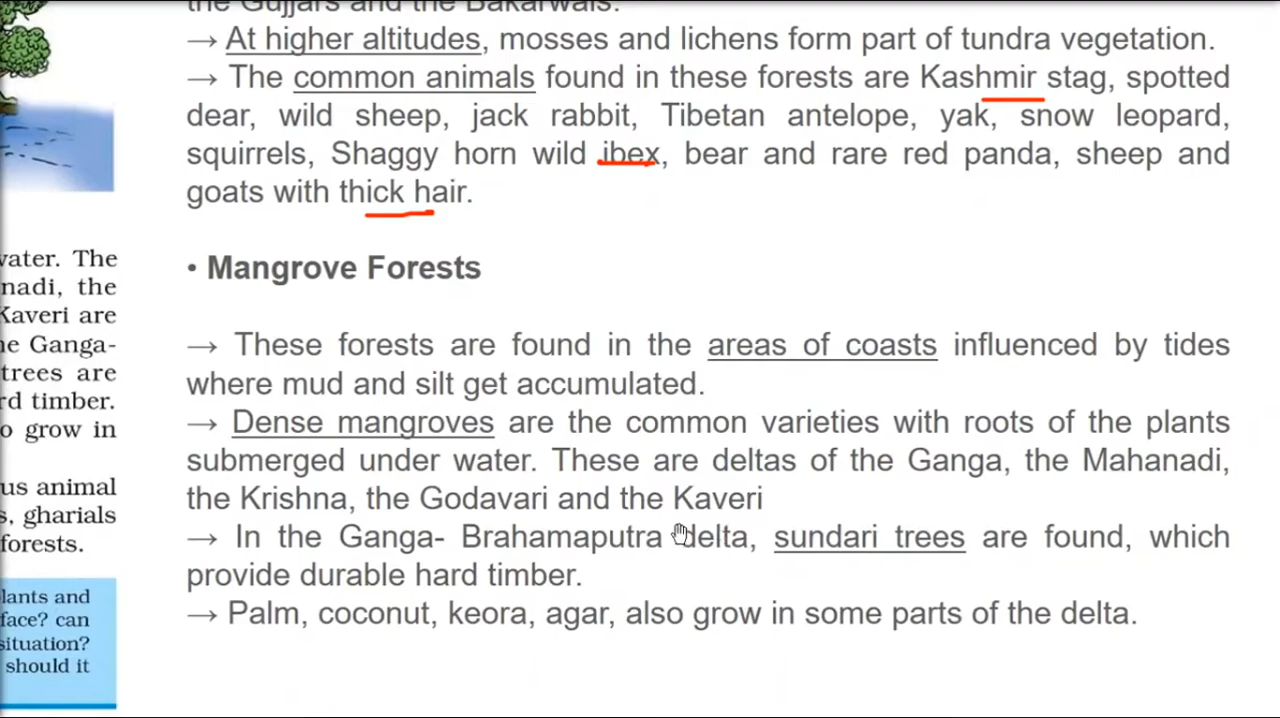 the Gujjars and the Bakarwals.
→ At higher altitudes, mosses and lichens form part of tundra vegetation.
→ The common animals found in these forests are Kashmir stag, spotted
dear, wild sheep, jack rabbit, Tibetan antelope, yak, snow leopard,
squirrels, Shaggy horn wild ibex, bear and rare red panda, sheep and
goats with thick hair.
• Mangrove Forests
→ These forests are found in the areas of coasts influenced by tides
where mud and silt get accumulated.
→ Dense mangroves are the common varieties with roots of the plants
submerged under water. These are deltas of the Ganga, the Mahanadi,
the Krishna, the Godavari and the Kaveri
→ In the Ganga- Brahamaputra delta, sundari trees are found, which
provide durable hard timber.
→ Palm, coconut, keora, agar, also grow in some parts of the delta.
vater. The
nadi, the
Kaveri are
ne Ganga-
trees are
rd timber.
o grow in
us animal
s, gharials
forests.
lants and
face? can
situation?
should it